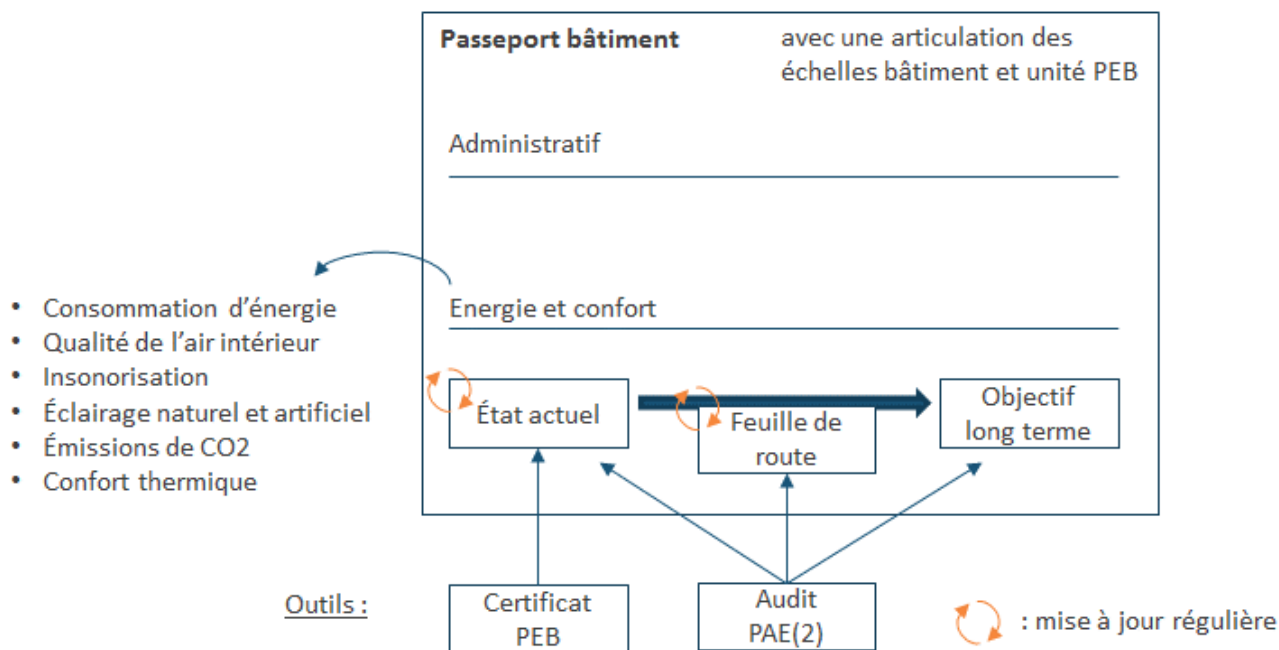 Passeport bâtiment
avec une articulation des
échelles bâtiment et unité PEB
Administratif
Energie et confort
• Consommation d'énergie
• Qualité de l'air intérieur
• Insonorisation
• Éclairage naturel et artificiel
• Émissions de CO2
• Confort thermique
État actuel
Feuille de
route
Objectif
long terme
Outils :
Certificat
PEB
Audit
PAE(2)
: mise à jour régulière